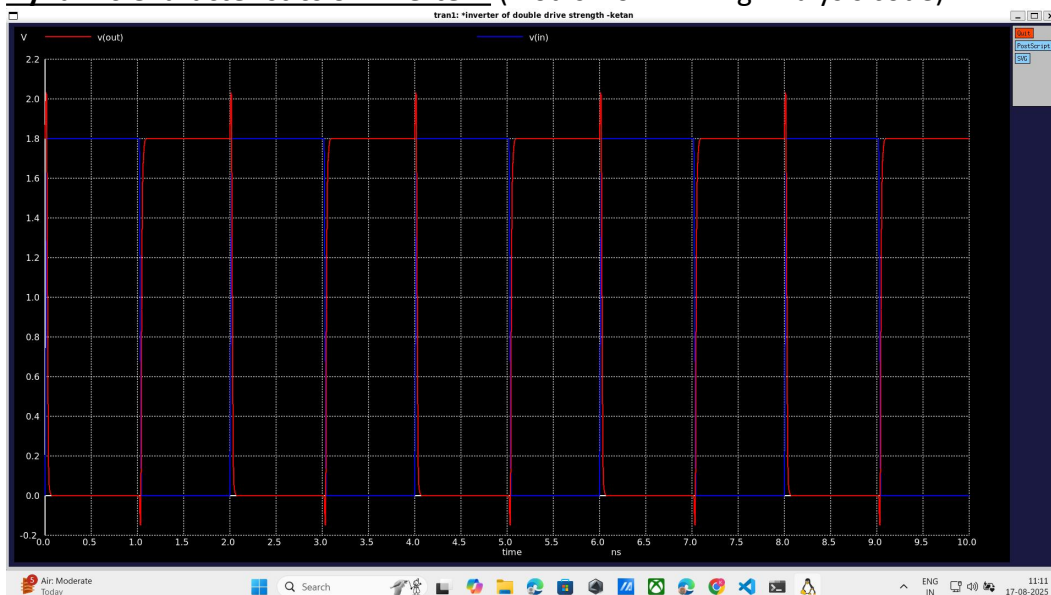 tran1: *inverter of double drive strength -ketan
V v(out) v(in)
Quit
PostScript
SVG
2.2
2.0
1.8
1.6
1.4
1.2
1.0
0.8
0.6
0.4
0.2
0.0
-0.2
0.0 0.5 1.0 1.5 2.0 2.5 3.0 3.5 4.0 4.5 5.0 5.5 6.0 6.5 7.0 7.5 8.0 8.5 9.0 9.5 10.0
time ns
5
Air: Moderate
Today
Search
ENG
IN
11:11
17-08-2025